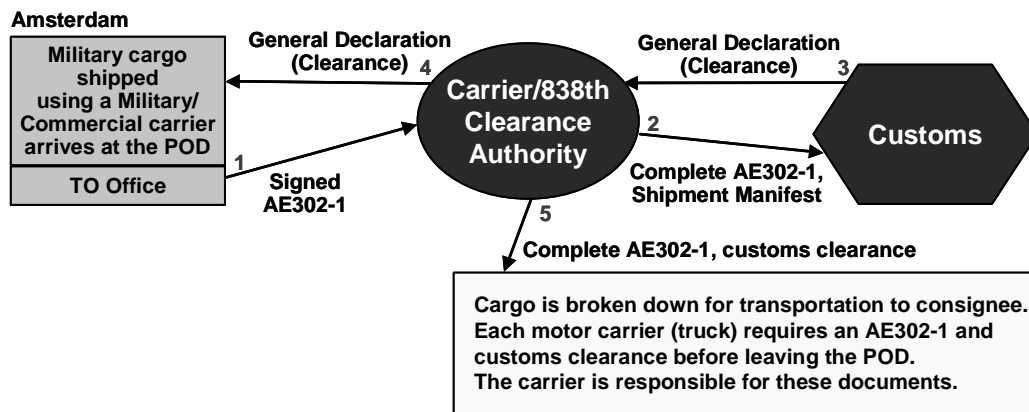 Amsterdam
Military cargo
shipped
using a Military/
Commercial carrier
arrives at the POD
TO Office
1
Signed
AE302-1
General Declaration
(Clearance)
4
Carrier/838th
Clearance
Authority
General Declaration
(Clearance)
3
2
Customs
Complete AE302-1,
Shipment Manifest
5
Complete AE302-1, customs clearance
Cargo is broken down for transportation to consignee.
Each motor carrier (truck) requires an AE302-1 and
customs clearance before leaving the POD.
The carrier is responsible for these documents.